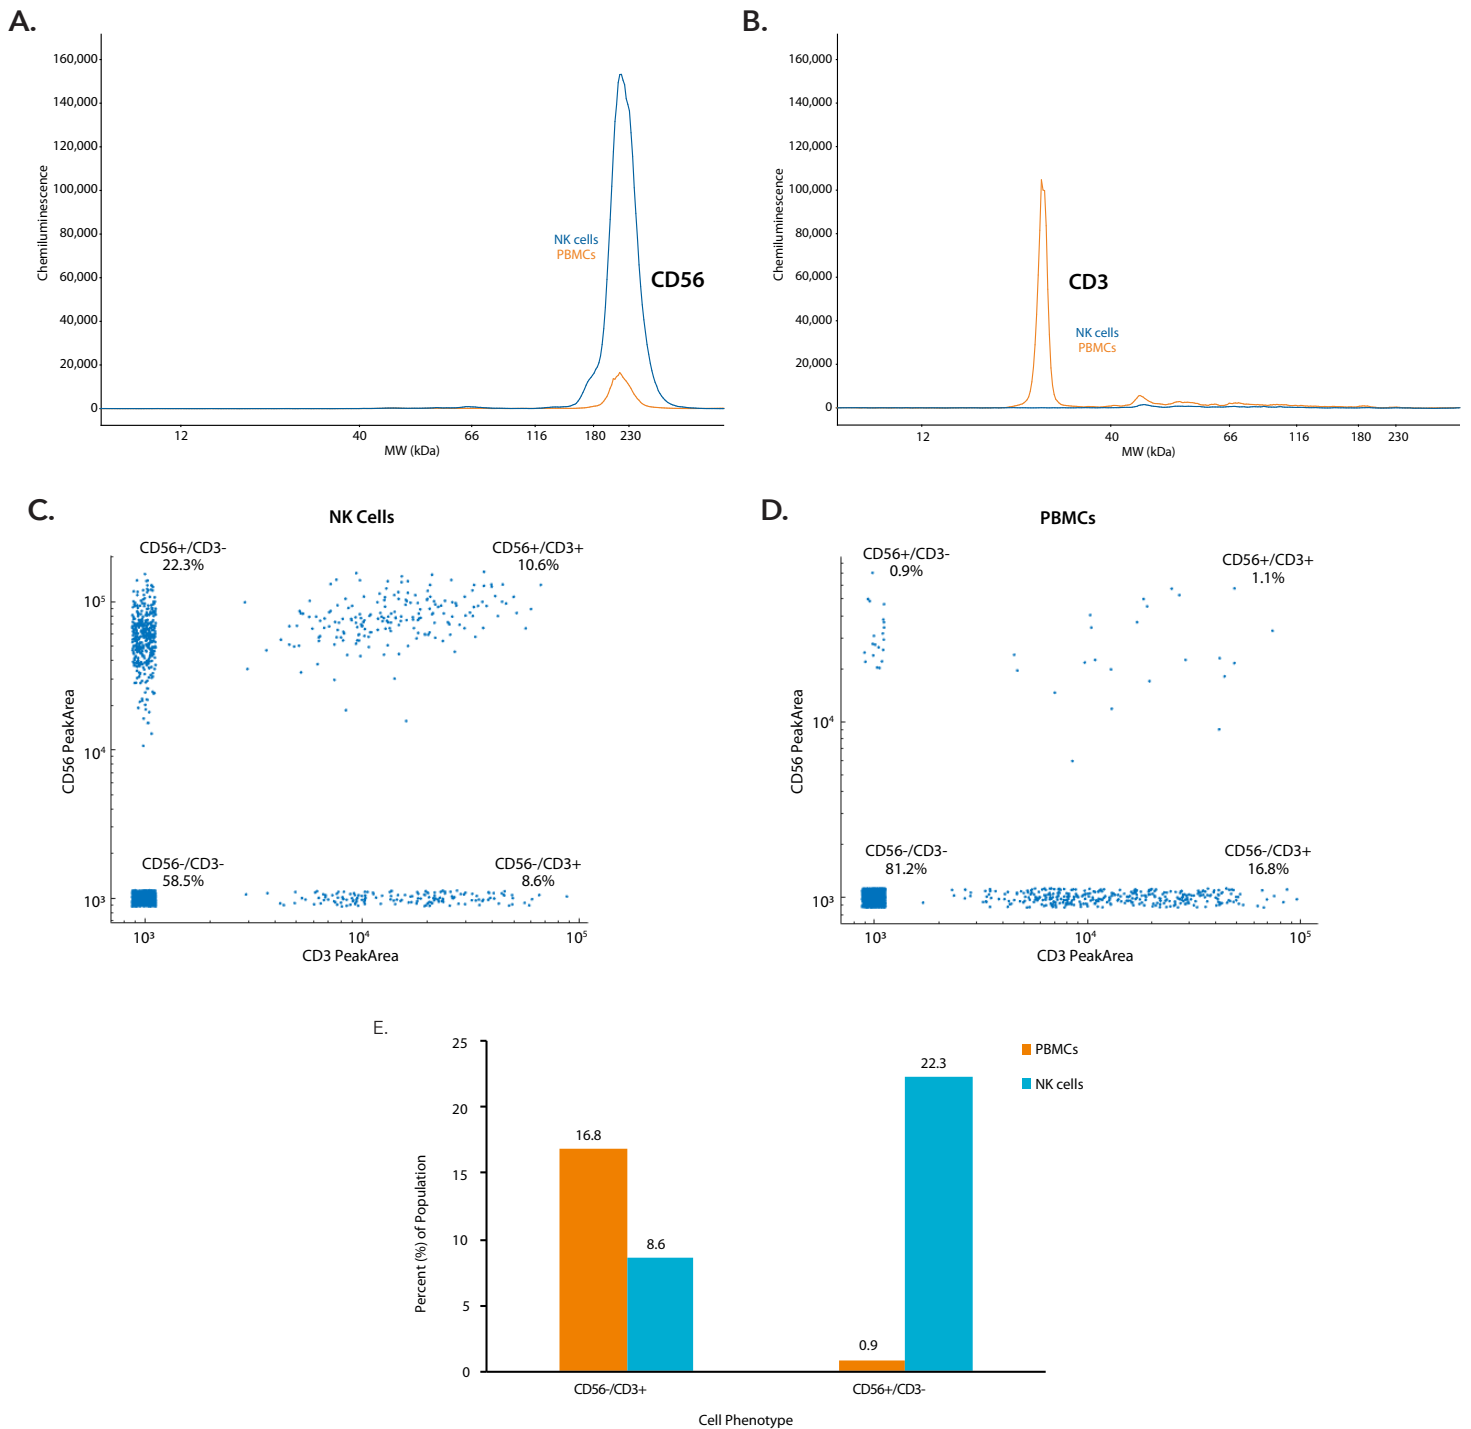 A.
160,000
140,000
120,000
100,000
80,000
60,000
40,000
20,000
0
Chemiluminescence
NK cells
PBMCs
CD56
12 40 66 116 180 230
MW (kDa)
B.
160,000
140,000
120,000
100,000
80,000
60,000
40,000
20,000
0
Chemiluminescence
CD3
NK cells
PBMCs
12 40 66 116 180 230
MW (kDa)
C.
NK Cells
CD56+/CD3-
22.3%
CD56+/CD3+
10.6%
10⁵
10⁴
10³
CD56 PeakArea
CD56-/CD3-
58.5%
CD56-/CD3+
8.6%
10³ 10⁴ 10⁵
CD3 PeakArea
D.
PBMCs
CD56+/CD3-
0.9%
CD56+/CD3+
1.1%
10⁴
10³
CD56 PeakArea
CD56-/CD3-
81.2%
CD56-/CD3+
16.8%
10³ 10⁴ 10⁵
CD3 PeakArea
E.
25
20
15
10
5
0
Percent (%) of Population
16.8
8.6
0.9
22.3
PBMCs
NK cells
CD56-/CD3+ CD56+/CD3-
Cell Phenotype